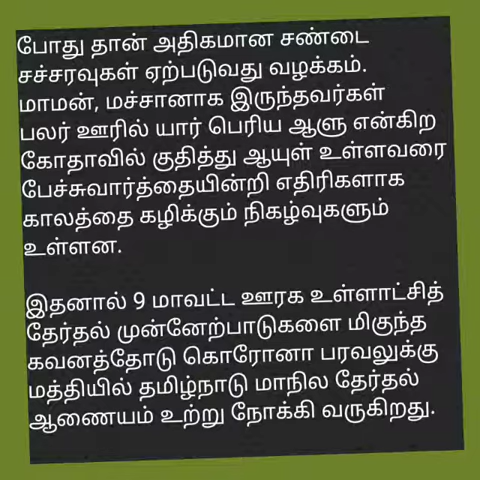 போது தான் அதிகமான சண்டை
சச்சரவுகள் ஏற்படுவது வழக்கம்.
மாமன், மச்சானாக இருந்தவர்கள்
பலர் ஊரில் யார் பெரிய ஆளு என்கிற
கோதாவில் குதித்து ஆயுள் உள்ளவரை
பேச்சுவார்த்தையின்றி எதிரிகளாக
காலத்தை கழிக்கும் நிகழ்வுகளும்
உள்ளன.
இதனால் 9 மாவட்ட ஊரக உள்ளாட்சித்
தேர்தல் முன்னேற்பாடுகளை மிகுந்த
கவனத்தோடு கொரோனா பரவலுக்கு
மத்தியில் தமிழ்நாடு மாநில தேர்தல்
ஆணையம் உற்று நோக்கி வருகிறது.